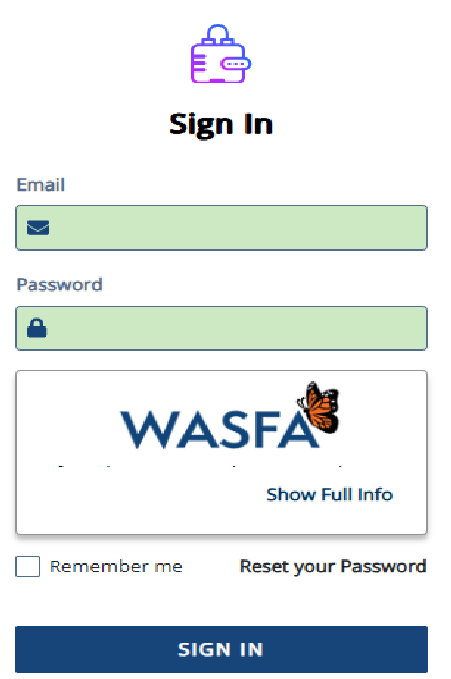 Sign In
Email
Password
WASFA
Show Full Info
Remember me
Reset your Password
SIGN IN